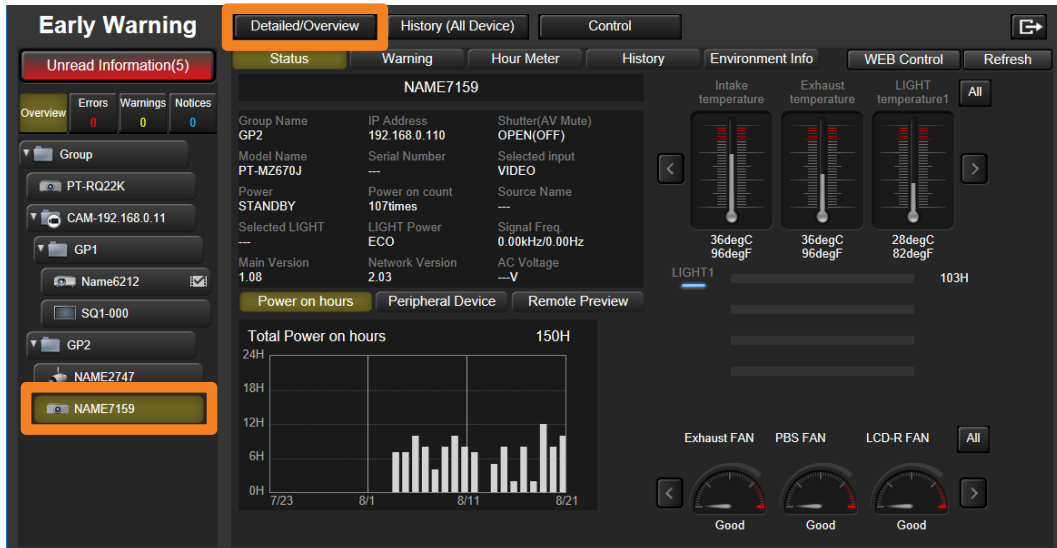 Early Warning
Detailed/Overview
History (All Device)
Control
Unread Information(5)
Status
Warning
Hour Meter
History
Environment Info
WEB Control
Refresh
Overview
Errors
0
Warnings
0
Notices
0
Group
PT-RQ22K
CAM-192.168.0.11
GP1
Name6212
SQ1-000
GP2
NAME2747
NAME7159
NAME7159
Group Name
GP2
IP Address
192.168.0.110
Shutter(AV Mute)
OPEN(OFF)
Model Name
PT-MZ670J
Serial Number
---
Selected input
VIDEO
Power
STANDBY
Power on count
107times
Source Name
---
Selected LIGHT
---
LIGHT Power
ECO
Signal Freq.
0.00kHz/0.00Hz
Main Version
1.08
Network Version
2.03
AC Voltage
---V
Power on hours
Peripheral Device
Remote Preview
Total Power on hours
150H
24H
18H
12H
6H
0H
7/23
8/1
8/11
8/21
Intake
temperature
Exhaust
temperature
LIGHT
temperature1
All
36degC
96degF
36degC
96degF
28degC
82degF
LIGHT1
103H
Exhaust FAN
PBS FAN
LCD-R FAN
All
Good
Good
Good